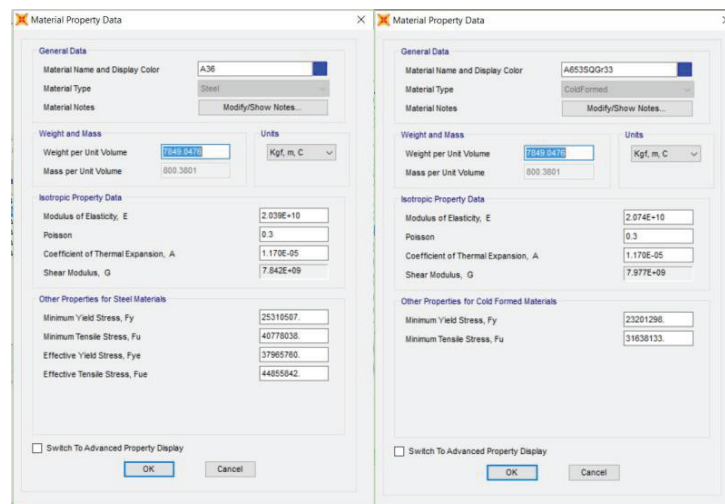 Material Property Data
General Data
Material Name and Display Color A36
Material Type Steel
Material Notes Modify/Show Notes...
Weight and Mass Units
Weight per Unit Volume 7849.0476 Kgf, m, C
Mass per Unit Volume 800.3801
Isotropic Property Data
Modulus of Elasticity, E 2.039E+10
Poisson 0.3
Coefficient of Thermal Expansion, A 1.170E-05
Shear Modulus, G 7.842E+09
Other Properties for Steel Materials
Minimum Yield Stress, Fy 25310507.
Minimum Tensile Stress, Fu 40778038.
Effective Yield Stress, Fye 37965760.
Effective Tensile Stress, Fue 44855842.
Switch To Advanced Property Display
OK Cancel
Material Property Data
General Data
Material Name and Display Color A653SQGr33
Material Type ColdFormed
Material Notes Modify/Show Notes...
Weight and Mass Units
Weight per Unit Volume 7849.0476 Kgf, m, C
Mass per Unit Volume 800.3801
Isotropic Property Data
Modulus of Elasticity, E 2.074E+10
Poisson 0.3
Coefficient of Thermal Expansion, A 1.170E-05
Shear Modulus, G 7.977E+09
Other Properties for Cold Formed Materials
Minimum Yield Stress, Fy 23201298.
Minimum Tensile Stress, Fu 31638133.
Switch To Advanced Property Display
OK Cancel